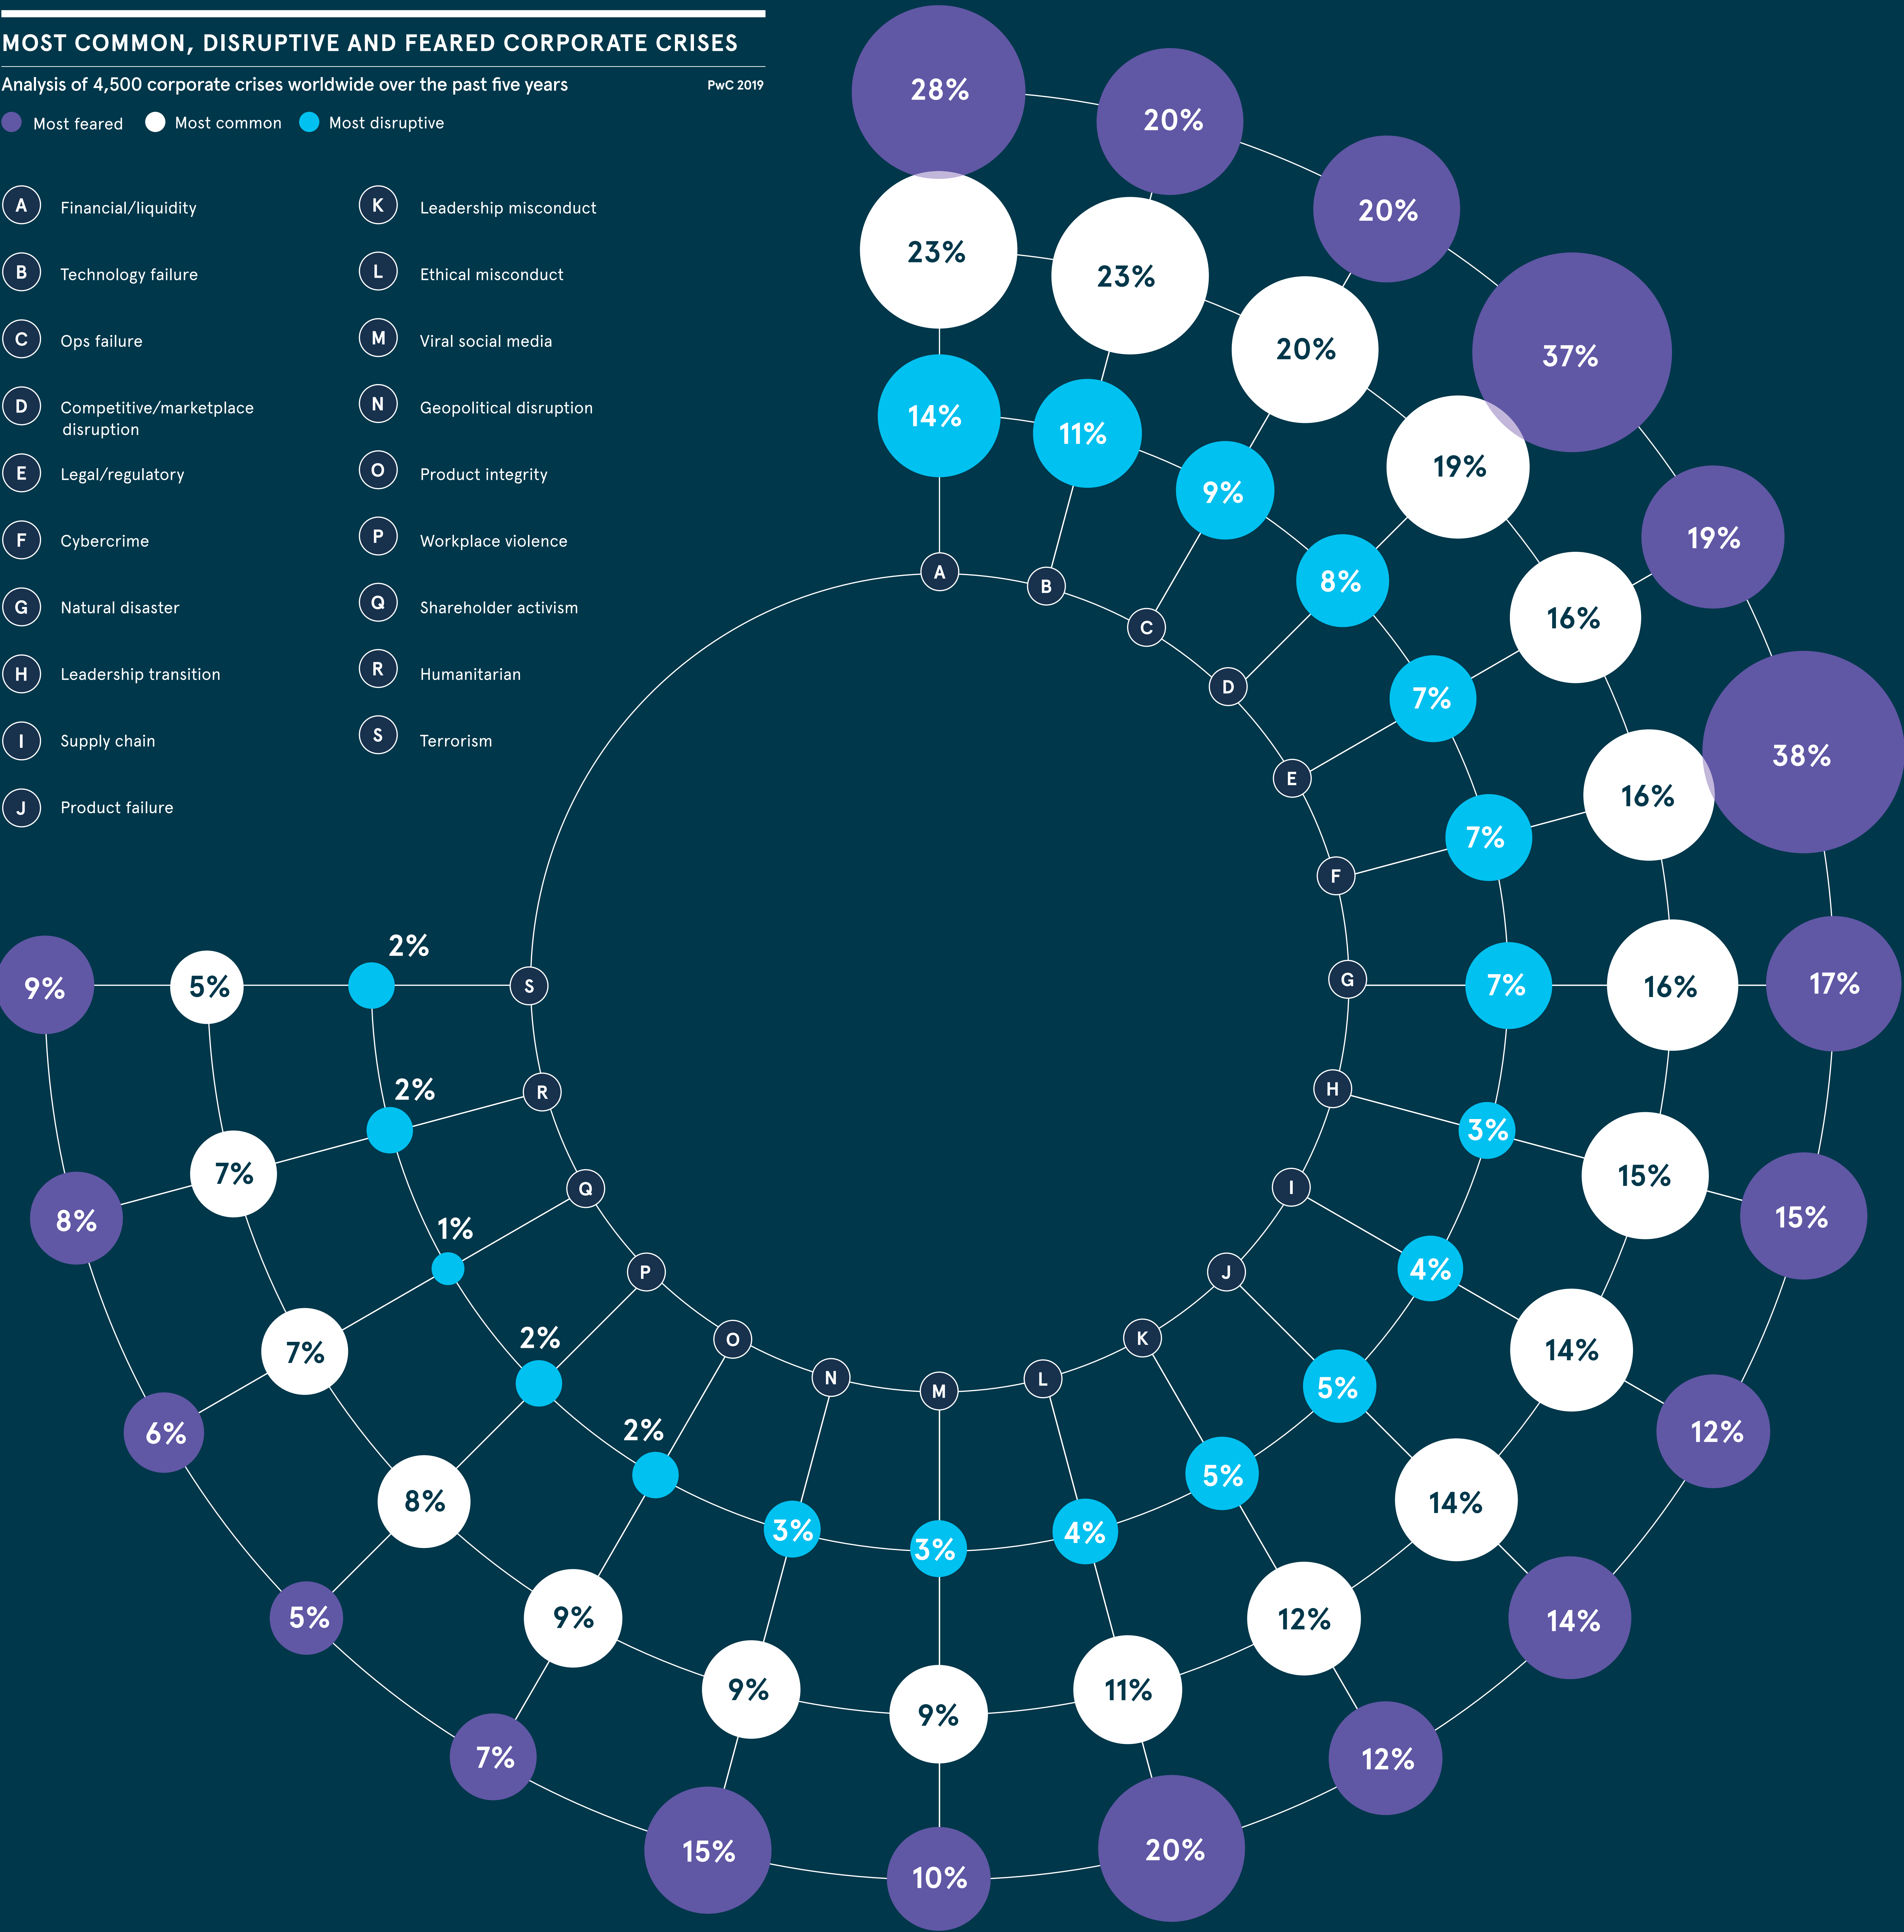 MOST COMMON, DISRUPTIVE AND FEARED CORPORATE CRISES
Analysis of 4,500 corporate crises worldwide over the past five years
PwC 2019
Most feared
Most common
Most disruptive
A Financial/liquidity
B Technology failure
C Ops failure
D Competitive/marketplace
disruption
E Legal/regulatory
F Cybercrime
G Natural disaster
H Leadership transition
I Supply chain
J Product failure
K Leadership misconduct
L Ethical misconduct
M Viral social media
N Geopolitical disruption
O Product integrity
P Workplace violence
Q Shareholder activism
R Humanitarian
S Terrorism
A
14%
23%
28%
B
11%
23%
20%
C
9%
20%
20%
D
8%
19%
37%
E
7%
16%
19%
F
7%
16%
38%
G
7%
16%
17%
H
3%
15%
15%
I
4%
14%
12%
J
5%
14%
14%
K
5%
12%
12%
L
4%
11%
20%
M
3%
9%
10%
N
3%
9%
15%
O
2%
9%
7%
P
2%
8%
5%
Q
1%
7%
6%
R
2%
7%
8%
S
2%
5%
9%